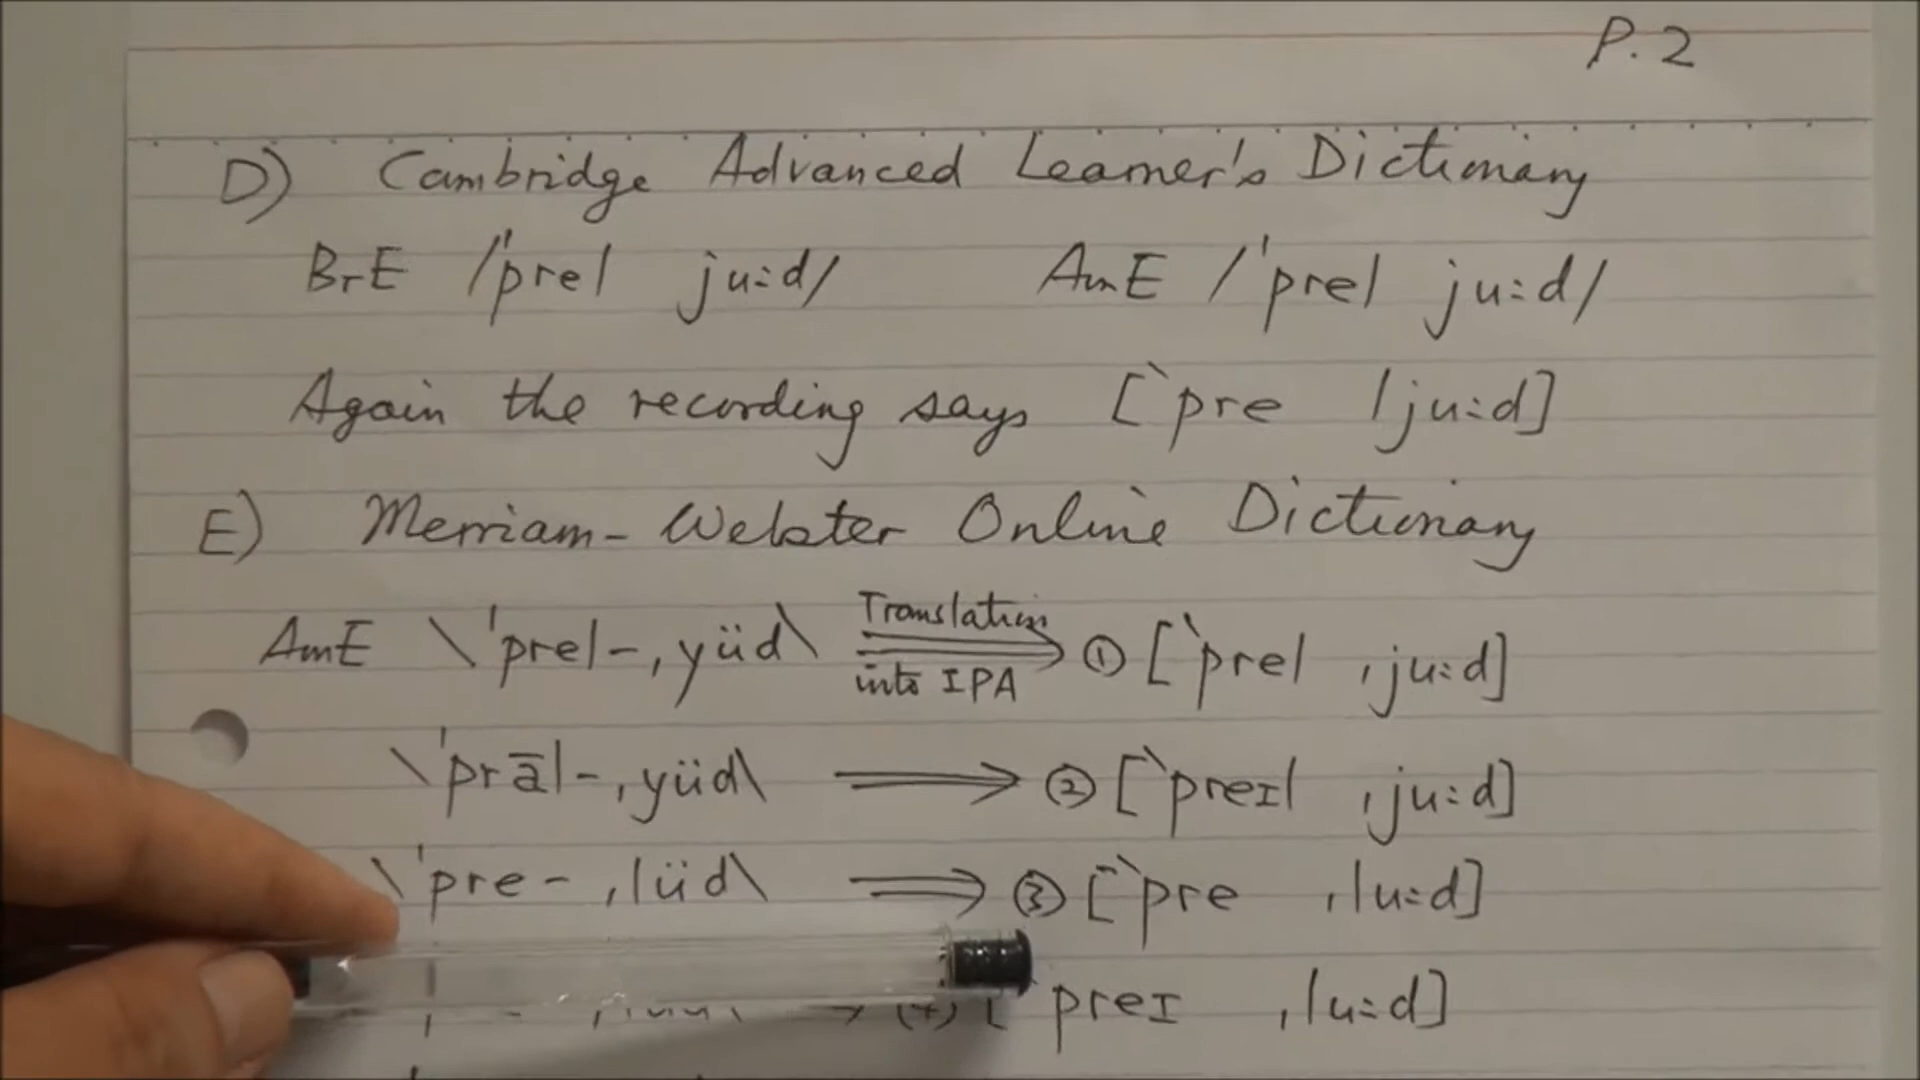 P. 2
D) Cambridge Advanced Learner's Dictionary
BrE /ˈprel juːd/ AmE /ˈprel juːd/
Again the recording says [ˋpre ljuːd]
E) Merriam-Webster Online Dictionary
AmE \ˈprel-ˌyüd\ Translation into IPA ⇒ ① [ˋprel ˌjuːd]
\ˈprāl-ˌyüd\ ⇒ ② [ˋpreɪl ˌjuːd]
\ˈpre-ˌlüd\ ⇒ ③ [ˋpre ˌluːd]
preɪ ˌluːd]